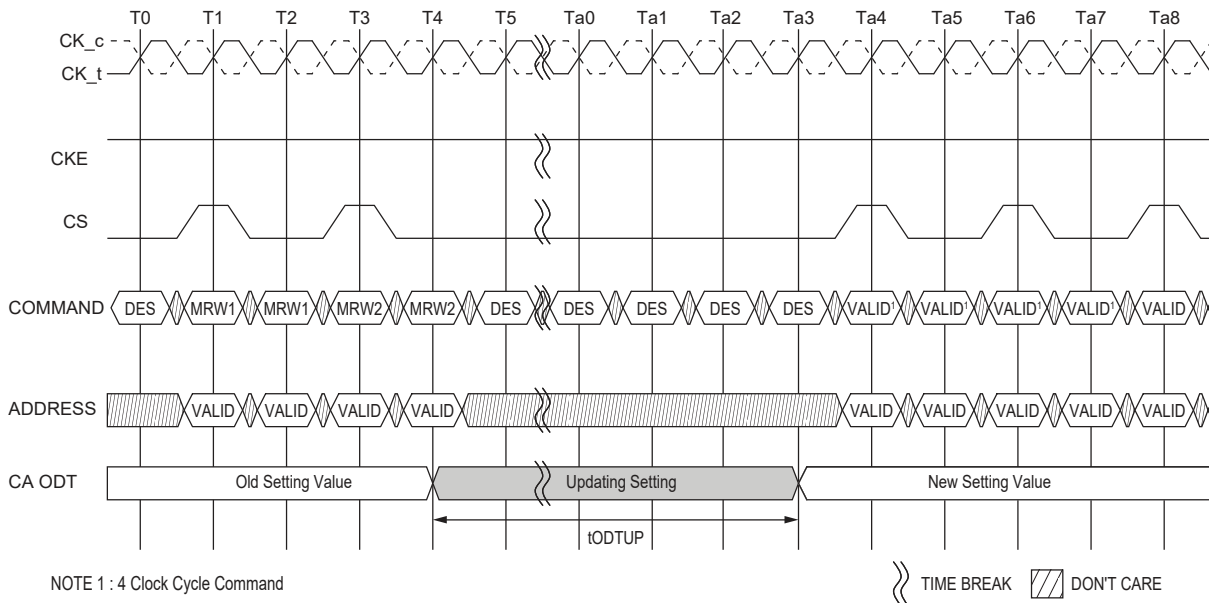 T0 T1 T2 T3 T4 T5 Ta0 Ta1 Ta2 Ta3 Ta4 Ta5 Ta6 Ta7 Ta8
CK_c
CK_t
CKE
CS
COMMAND DES MRW1 MRW1 MRW2 MRW2 DES DES DES DES DES VALID¹ VALID¹ VALID¹ VALID¹ VALID
ADDRESS VALID VALID VALID VALID VALID VALID VALID VALID VALID
CA ODT Old Setting Value Updating Setting New Setting Value
tODTUP
NOTE 1 : 4 Clock Cycle Command TIME BREAK DON'T CARE